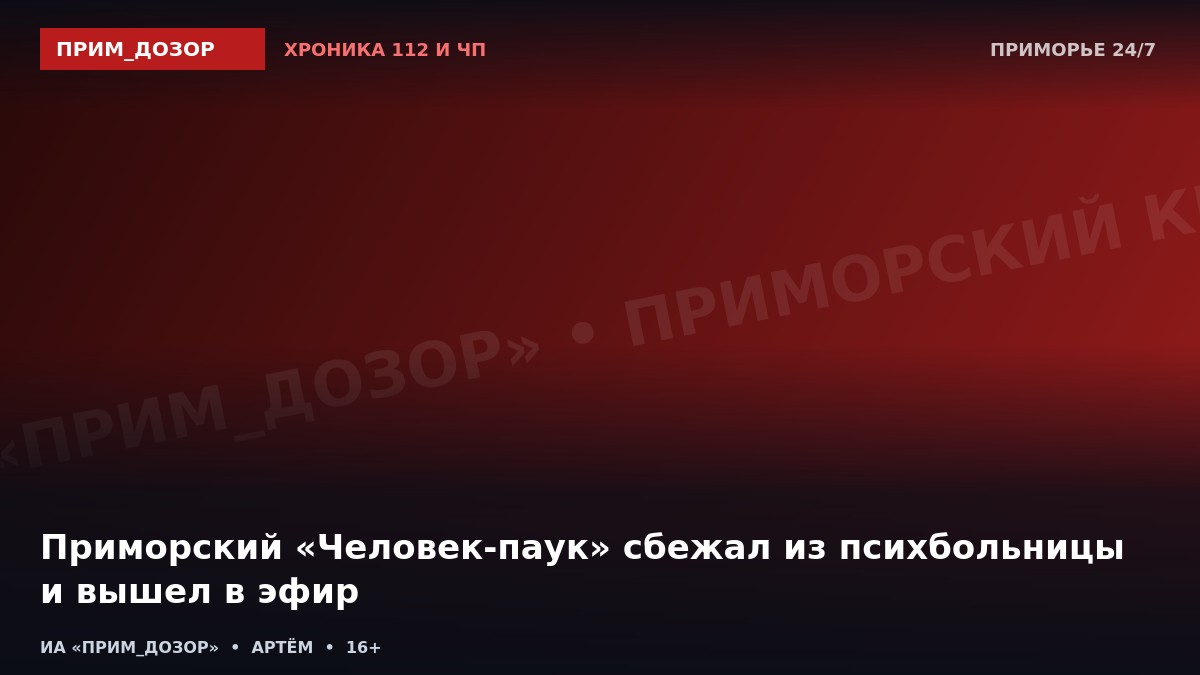 ПРИМ_ДОЗОР
ХРОНИКА 112 И ЧП
ПРИМОРЬЕ 24/7
«ПРИМ_ДОЗОР» • ПРИМОРСКИЙ
Приморский «Человек-паук» сбежал из психбольницы
и вышел в эфир
ИА «ПРИМ_ДОЗОР» • АРТЁМ • 16+